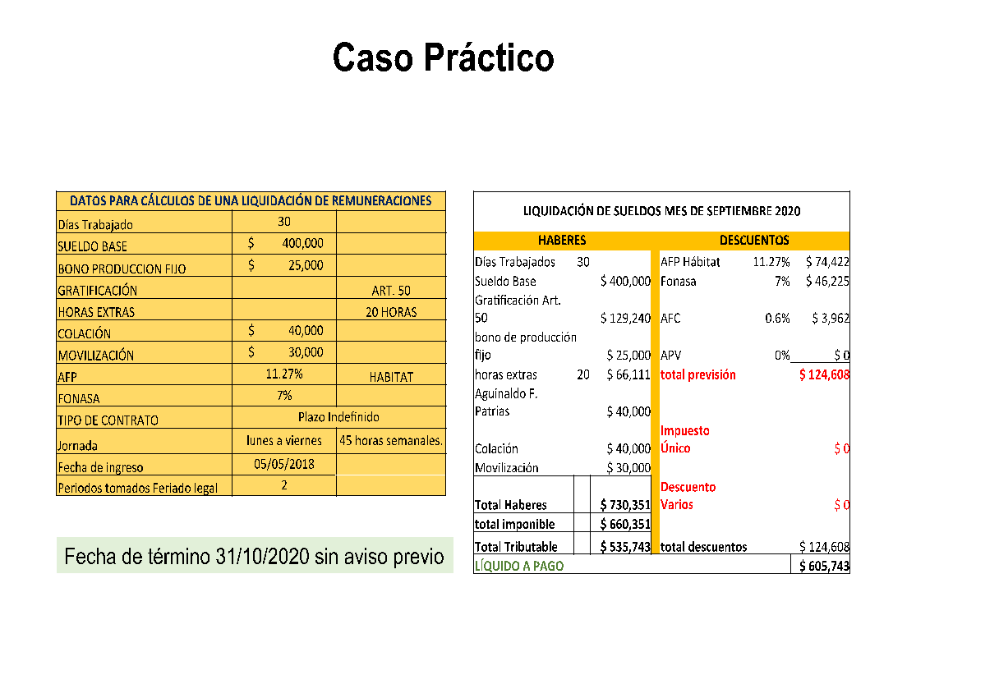 Caso Práctico
DATOS PARA CÁLCULOS DE UNA LIQUIDACIÓN DE REMUNERACIONES
Días Trabajado 30
SUELDO BASE $ 400,000
BONO PRODUCCION FIJO $ 25,000
GRATIFICACIÓN ART. 50
HORAS EXTRAS 20 HORAS
COLACIÓN $ 40,000
MOVILIZACIÓN $ 30,000
AFP 11.27% HABITAT
FONASA 7%
TIPO DE CONTRATO Plazo Indefinido
Jornada lunes a viernes 45 horas semanales.
Fecha de ingreso 05/05/2018
Periodos tomados Feriado legal 2
Fecha de término 31/10/2020 sin aviso previo
LIQUIDACIÓN DE SUELDOS MES DE SEPTIEMBRE 2020
HABERES DESCUENTOS
Días Trabajados 30 AFP Hábitat 11.27% $ 74,422
Sueldo Base $ 400,000 Fonasa 7% $ 46,225
Gratificación Art.
50 $ 129,240 AFC 0.6% $ 3,962
bono de producción
fijo $ 25,000 APV 0% $ 0
horas extras 20 $ 66,111 total previsión $ 124,608
Aguínaldo F.
Patrias $ 40,000
Impuesto
Colación $ 40,000 Único $ 0
Movilización $ 30,000
Descuento
Total Haberes $ 730,351 Varios $ 0
total imponible $ 660,351
Total Tributable $ 535,743 total descuentos $ 124,608
LÍQUIDO A PAGO $ 605,743